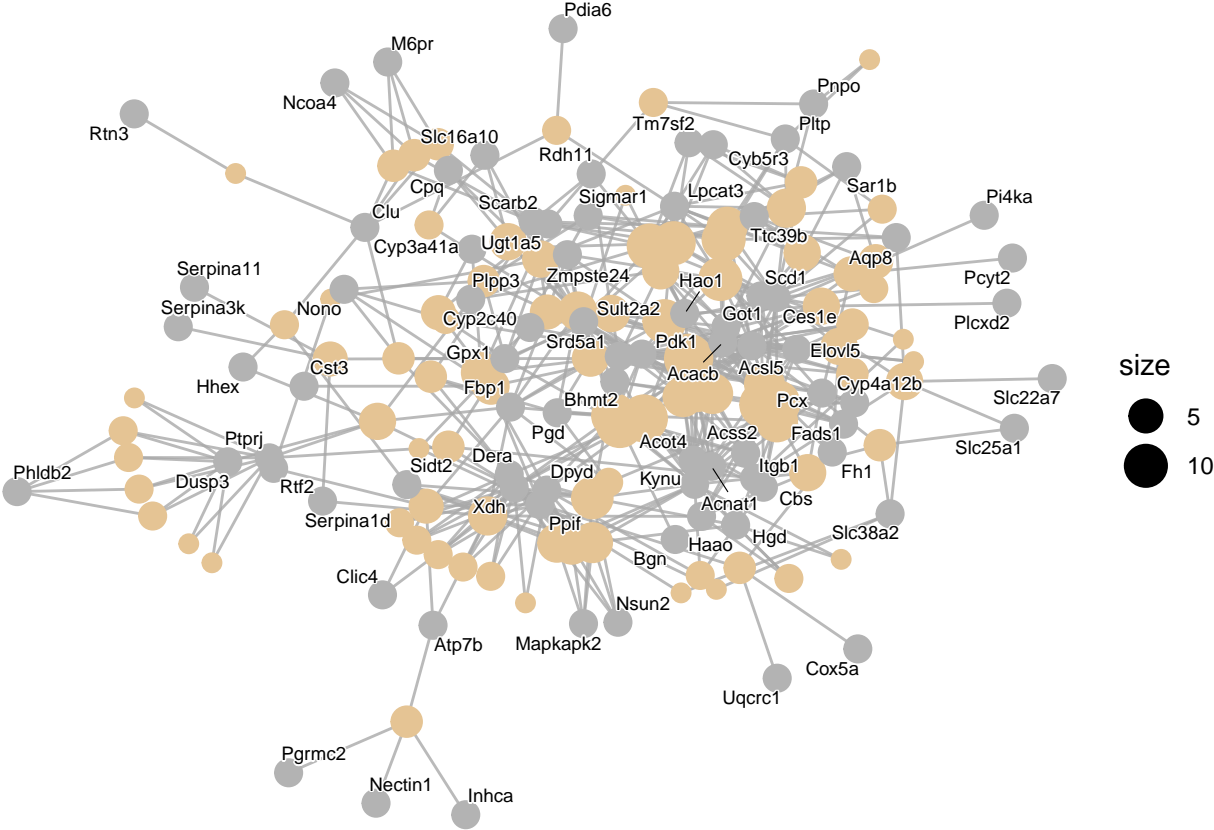 Pdia6
M6pr
Ncoa4
Pnpo
Rtn3
Tm7sf2
Pltp
Slc16a10
Rdh11
Cyb5r3
Cpq
Sigmar1
Lpcat3
Sar1b
Pi4ka
Clu
Scarb2
Cyp3a41a
Ugt1a5
Ttc39b
Aqp8
Serpina11
Plpp3
Zmpste24
Hao1
Scd1
Pcyt2
Serpina3k
Nono
Cyp2c40
Sult2a2
Got1
Ces1e
Plcxd2
Srd5a1
Pdk1
Gpx1
Elovl5
Hhex
Cst3
Fbp1
Acacb
Acsl5
Cyp4a12b
size
Slc22a7
Bhmt2
Pcx
5
Ptprj
Pgd
Acss2
Fads1
Acot4
Slc25a1
Phldb2
Dusp3
Sidt2
Dera
Dpyd
Kynu
Itgb1
Fh1
10
Rtf2
Serpina1d
Xdh
Ppif
Acnat1
Cbs
Hgd
Slc38a2
Bgn
Haao
Clic4
Nsun2
Atp7b
Mapkapk2
Cox5a
Uqcrc1
Pgrmc2
Nectin1
Inhca